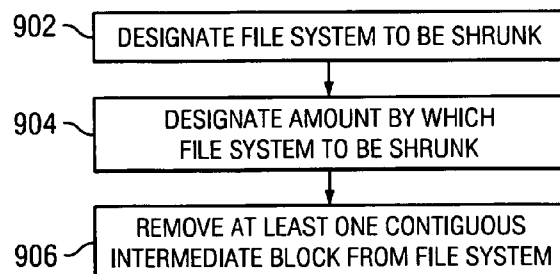 902
DESIGNATE FILE SYSTEM TO BE SHRUNK
904
DESIGNATE AMOUNT BY WHICH
FILE SYSTEM TO BE SHRUNK
906
REMOVE AT LEAST ONE CONTIGUOUS
INTERMEDIATE BLOCK FROM FILE SYSTEM